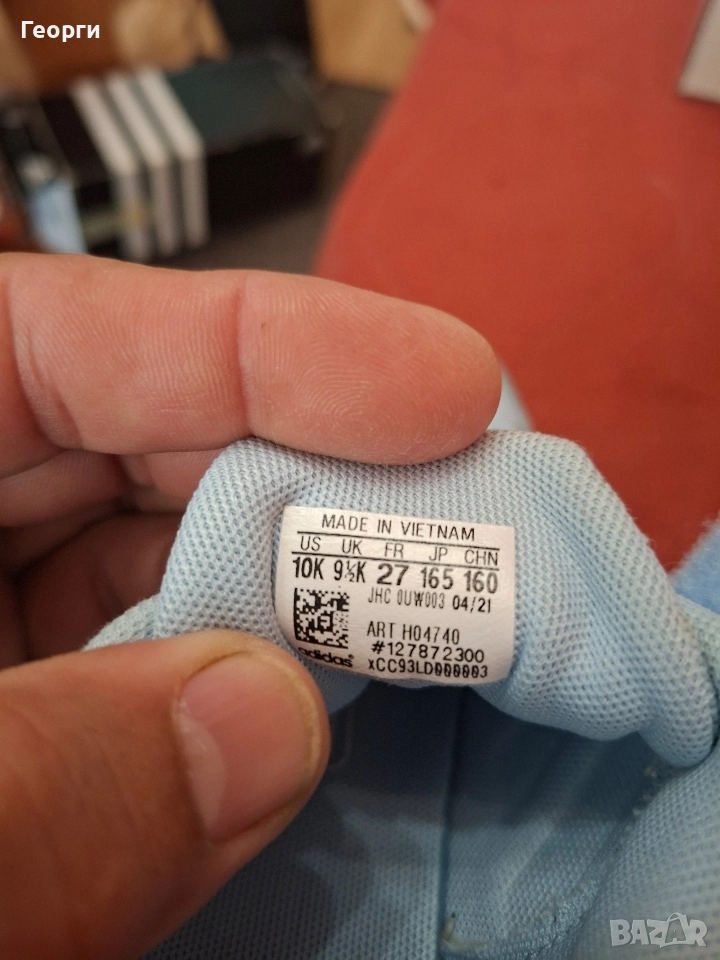 Георги
MADE IN VIETNAM
US UK FR JP CHN
10K 9½K 27 165 160
JHC 0UW003 04/21
ART H04740
#127872300
adidas
xCC93LD000003
BAZAR